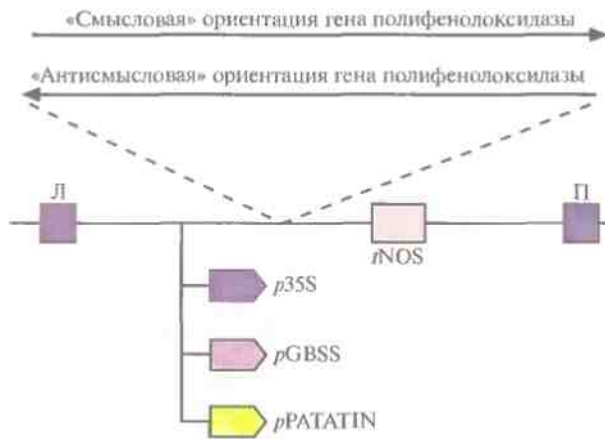 «Смысловая» ориентация гена полифенолоксидазы
«Антисмысловая» ориентация гена полифенолоксидазы
Л
П
tNOS
p35S
pGBSS
pPATATIN